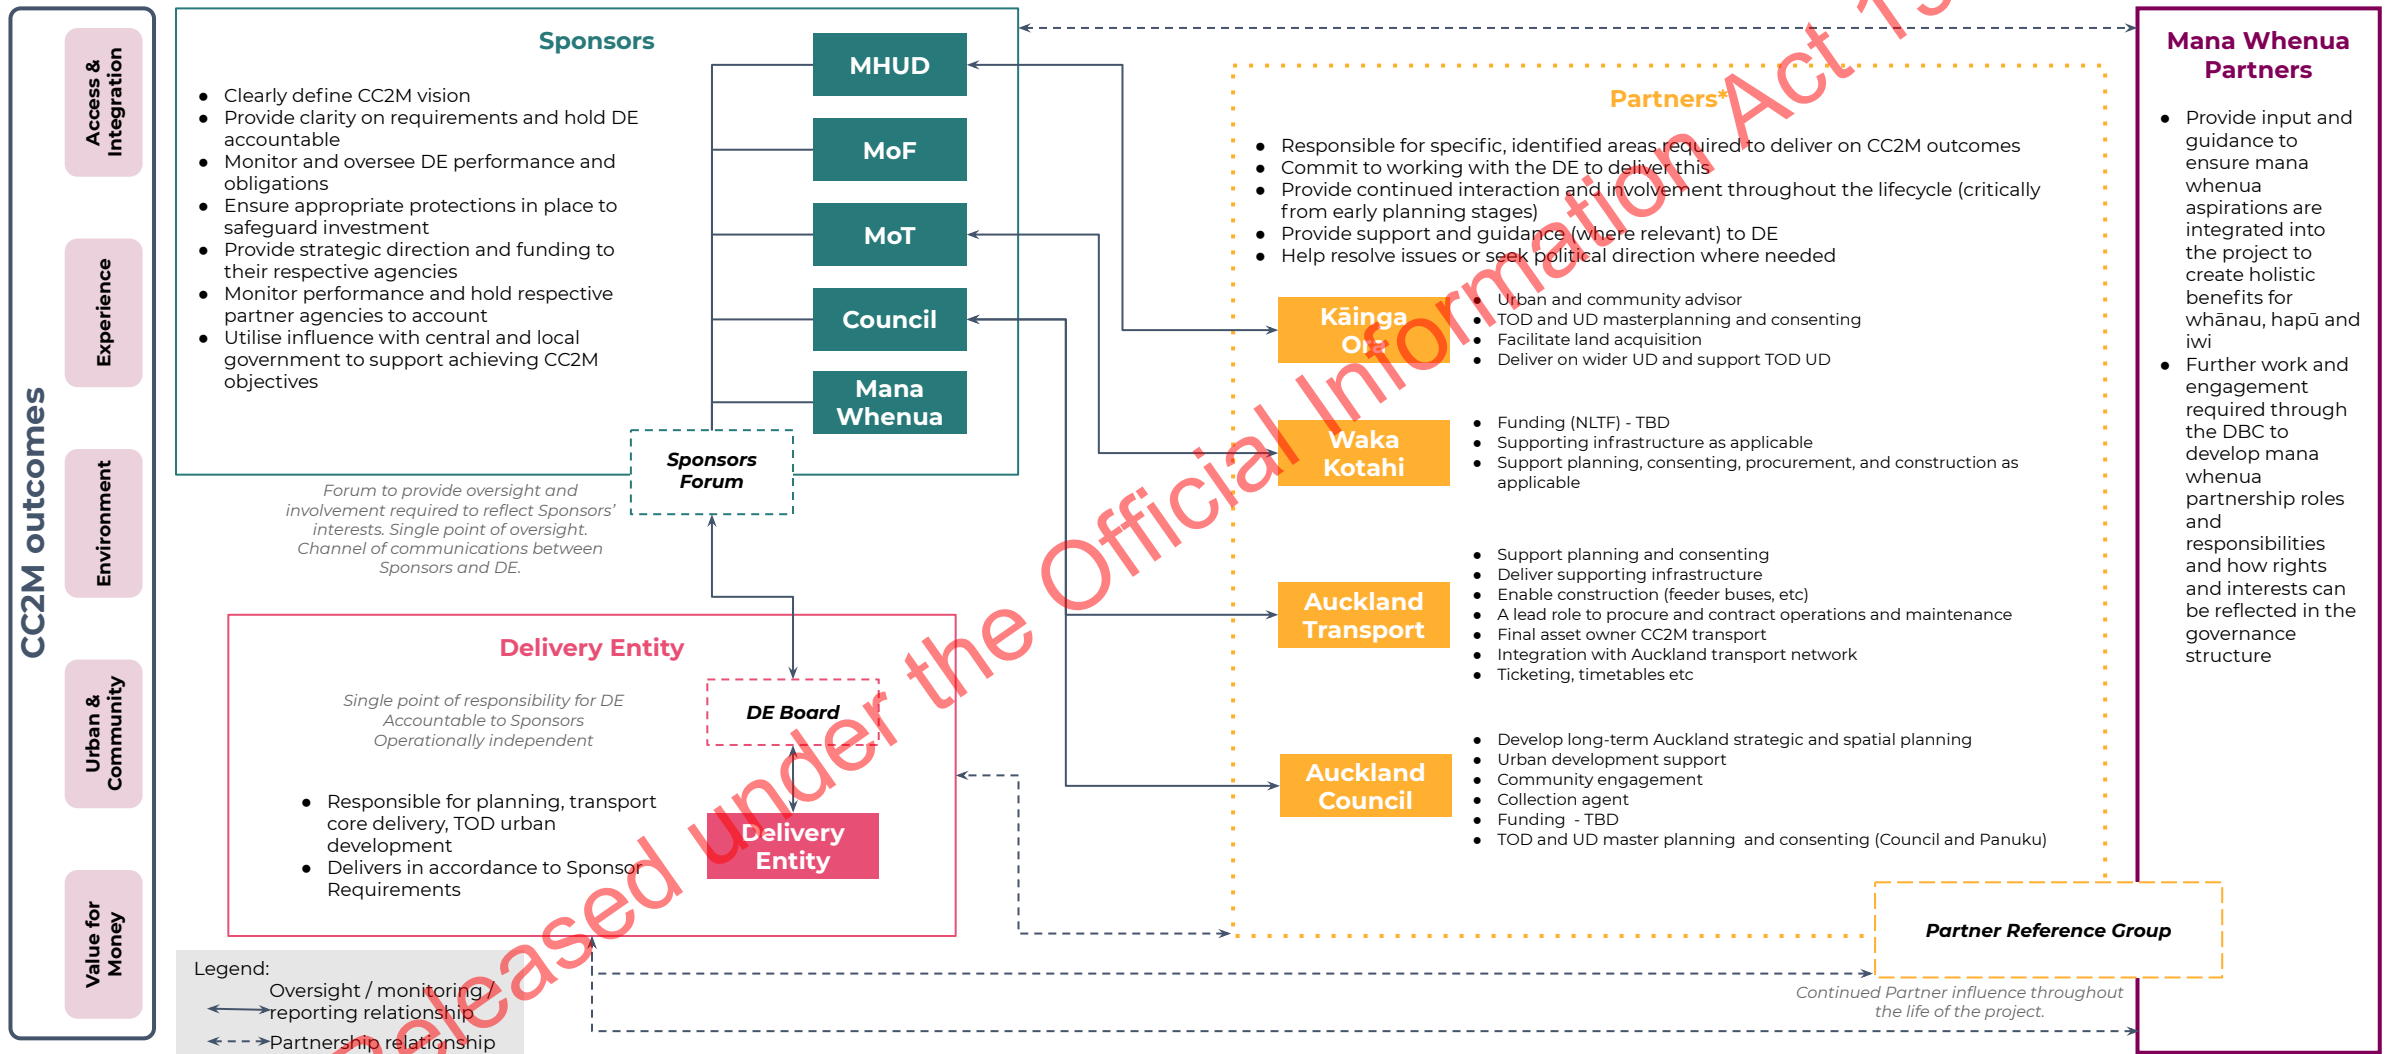 CC2M outcomes
Access &
Integration
Experience
Environment
Urban &
Community
Value for
Money
Sponsors
● Clearly define CC2M vision
● Provide clarity on requirements and hold DE
accountable
● Monitor and oversee DE performance and
obligations
● Ensure appropriate protections in place to
safeguard investment
● Provide strategic direction and funding to
their respective agencies
● Monitor performance and hold respective
partner agencies to account
● Utilise influence with central and local
government to support achieving CC2M
objectives
MHUD
MoF
MoT
Council
Mana
Whenua
Sponsors
Forum
Forum to provide oversight and
involvement required to reflect Sponsors'
interests. Single point of oversight.
Channel of communications between
Sponsors and DE.
Delivery Entity
Single point of responsibility for DE
Accountable to Sponsors
Operationally independent
● Responsible for planning, transport
core delivery, TOD urban
development
● Delivers in accordance to Sponsor
Requirements
DE Board
Delivery
Entity
Legend:
Oversight / monitoring /
reporting relationship
Partnership relationship
Partners*
● Responsible for specific, identified areas required to deliver on CC2M outcomes
● Commit to working with the DE to deliver this
● Provide continued interaction and involvement throughout the lifecycle (critically
from early planning stages)
● Provide support and guidance (where relevant) to DE
● Help resolve issues or seek political direction where needed
Kāinga
Ora
● Urban and community advisor
● TOD and UD masterplanning and consenting
● Facilitate land acquisition
● Deliver on wider UD and support TOD UD
Waka
Kotahi
● Funding (NLTF) - TBD
● Supporting infrastructure as applicable
● Support planning, consenting, procurement, and construction as
applicable
Auckland
Transport
● Support planning and consenting
● Deliver supporting infrastructure
● Enable construction (feeder buses, etc)
● A lead role to procure and contract operations and maintenance
● Final asset owner CC2M transport
● Integration with Auckland transport network
● Ticketing, timetables etc
Auckland
Council
● Develop long-term Auckland strategic and spatial planning
● Urban development support
● Community engagement
● Collection agent
● Funding - TBD
● TOD and UD master planning and consenting (Council and Panuku)
Partner Reference Group
Continued Partner influence throughout
the life of the project.
Mana Whenua
Partners
● Provide input and
guidance to
ensure mana
whenua
aspirations are
integrated into
the project to
create holistic
benefits for
whānau, hapū and
iwi
● Further work and
engagement
required through
the DBC to
develop mana
whenua
partnership roles
and
responsibilities
and how rights
and interests can
be reflected in the
governance
structure
Released under the Official Information Act